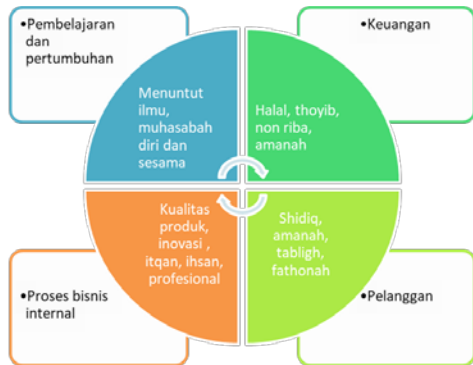 •Pembelajaran
dan
pertumbuhan
•Keuangan
Menuntut
ilmu,
muhasabah
diri dan
sesama
Halal, thoyib,
non riba,
amanah
Kualitas
produk,
inovasi ,
itqan, ihsan,
profesional
Shidiq,
amanah,
tabligh,
fathonah
•Proses bisnis
internal
•Pelanggan